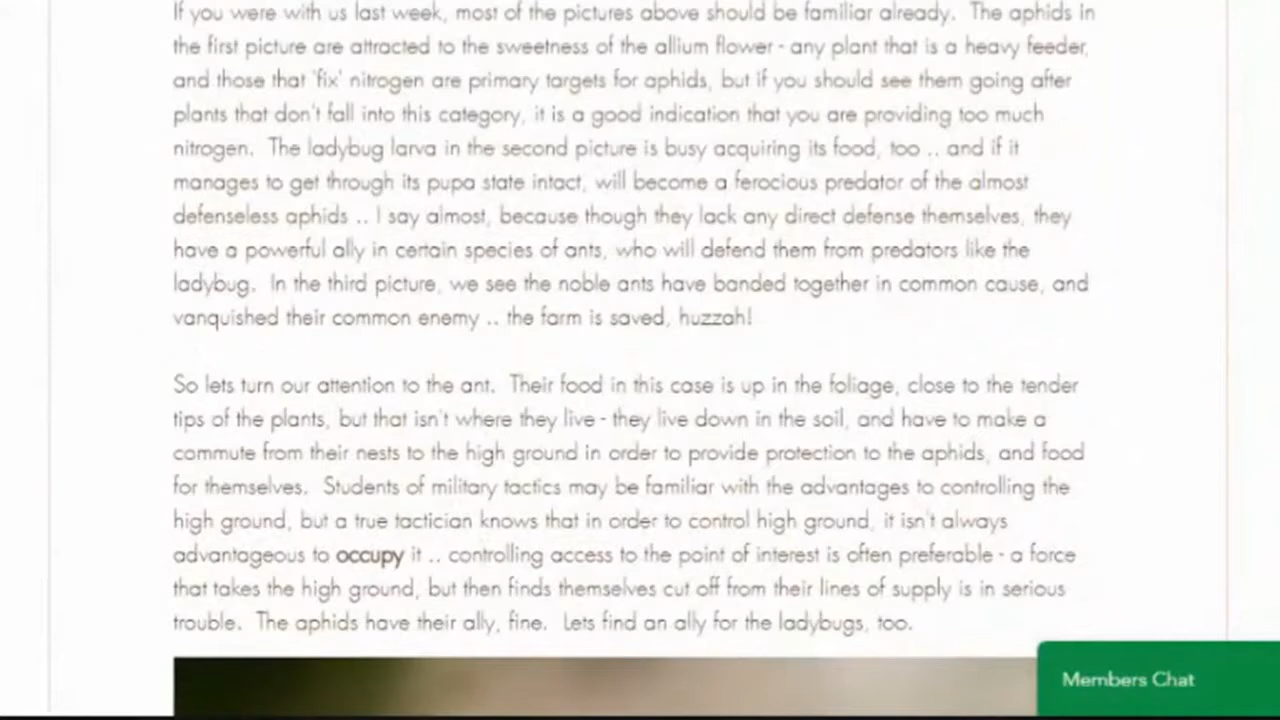 If you were with us last week, most of the pictures above should be familiar already.  The aphids in
the first picture are attracted to the sweetness of the allium flower - any plant that is a heavy feeder,
and those that 'fix' nitrogen are primary targets for aphids, but if you should see them going after
plants that don't fall into this category, it is a good indication that you are providing too much
nitrogen.  The ladybug larva in the second picture is busy acquiring its food, too .. and if it
manages to get through its pupa state intact, will become a ferocious predator of the almost
defenseless aphids .. I say almost, because though they lack any direct defense themselves, they
have a powerful ally in certain species of ants, who will defend them from predators like the
ladybug.  In the third picture, we see the noble ants have banded together in common cause, and
vanquished their common enemy .. the farm is saved, huzzah!
So lets turn our attention to the ant.  Their food in this case is up in the foliage, close to the tender
tips of the plants, but that isn't where they live - they live down in the soil, and have to make a
commute from their nests to the high ground in order to provide protection to the aphids, and food
for themselves.  Students of military tactics may be familiar with the advantages to controlling the
high ground, but a true tactician knows that in order to control high ground, it isn't always
advantageous to occupy it .. controlling access to the point of interest is often preferable - a force
that takes the high ground, but then finds themselves cut off from their lines of supply is in serious
trouble.  The aphids have their ally, fine.  Lets find an ally for the ladybugs, too.
Members Chat